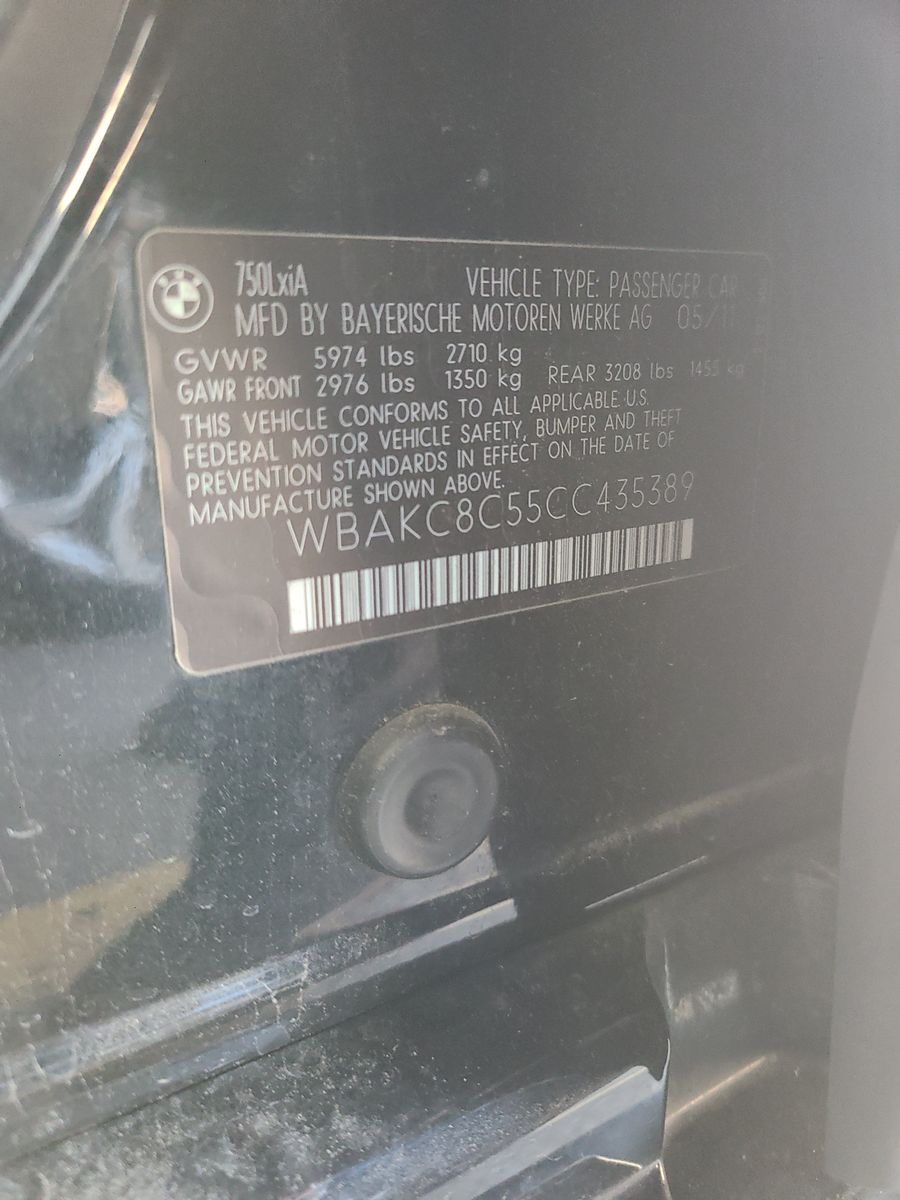 BMW
750LxiA VEHICLE TYPE: PASSENGER CAR
MFD BY BAYERISCHE MOTOREN WERKE AG 05/11
GVWR 5974 lbs 2710 kg
GAWR FRONT 2976 lbs 1350 kg REAR 3208 lbs 1455 kg
THIS VEHICLE CONFORMS TO ALL APPLICABLE U.S.
FEDERAL MOTOR VEHICLE SAFETY, BUMPER AND THEFT
PREVENTION STANDARDS IN EFFECT ON THE DATE OF
MANUFACTURE SHOWN ABOVE.
WBAKC8C55CC435389